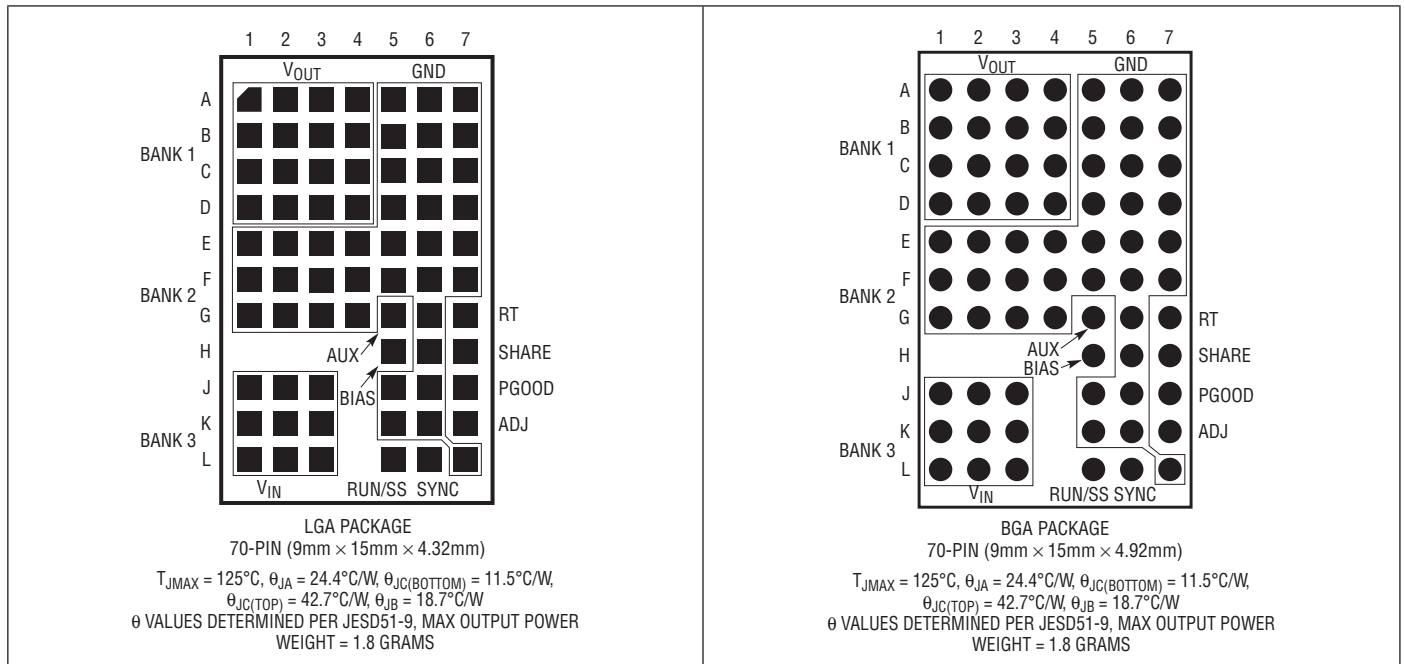 1 2 3 4 5 6 7
VOUT GND
A
B
BANK 1
C
D
E
F
BANK 2
G RT
AUX
H SHARE
BIAS
J PGOOD
K ADJ
BANK 3
L
VIN RUN/SS SYNC
LGA PACKAGE
70-PIN (9mm × 15mm × 4.32mm)
TJMAX = 125°C, θJA = 24.4°C/W, θJC(BOTTOM) = 11.5°C/W,
θJC(TOP) = 42.7°C/W, θJB = 18.7°C/W
θ VALUES DETERMINED PER JESD51-9, MAX OUTPUT POWER
WEIGHT = 1.8 GRAMS
1 2 3 4 5 6 7
VOUT GND
A
B
BANK 1
C
D
E
F
BANK 2
G RT
AUX
H SHARE
BIAS
J PGOOD
K ADJ
BANK 3
L
VIN RUN/SS SYNC
BGA PACKAGE
70-PIN (9mm × 15mm × 4.92mm)
TJMAX = 125°C, θJA = 24.4°C/W, θJC(BOTTOM) = 11.5°C/W,
θJC(TOP) = 42.7°C/W, θJB = 18.7°C/W
θ VALUES DETERMINED PER JESD51-9, MAX OUTPUT POWER
WEIGHT = 1.8 GRAMS